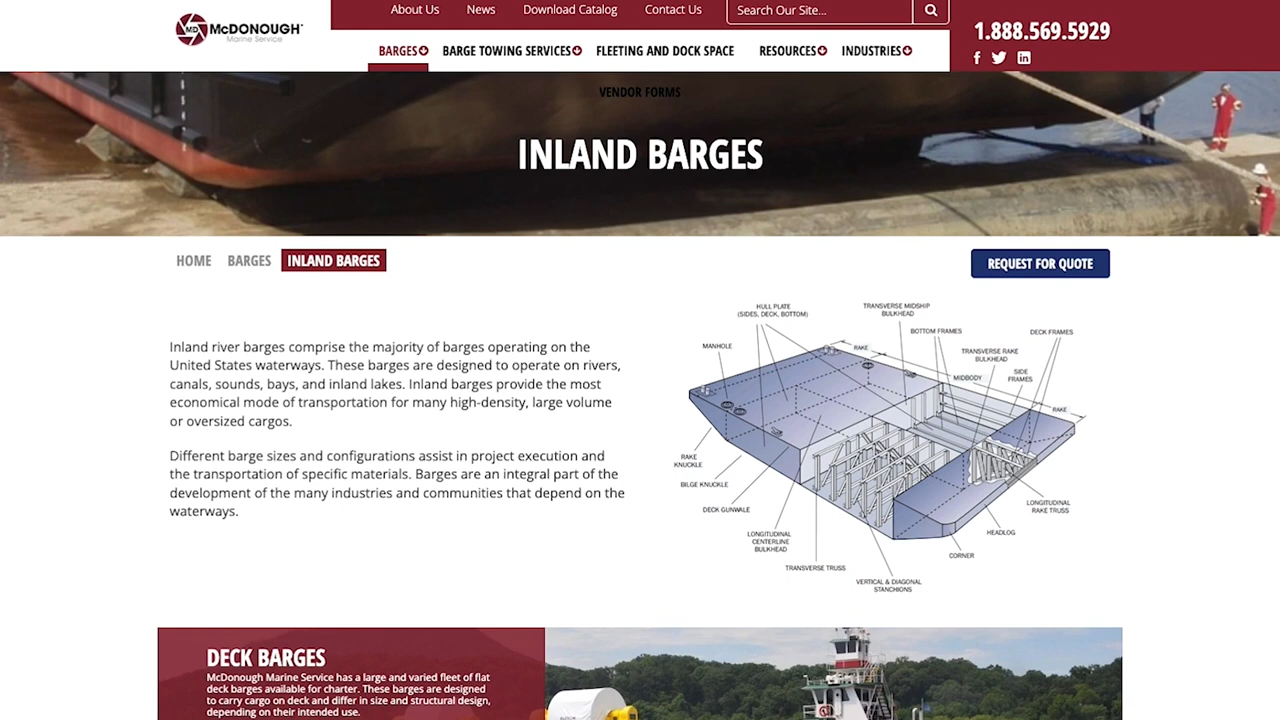 About Us
News
Download Catalog
Contact Us
Search Our Site...
MD McDONOUGH
Marine Service
1.888.569.5929
BARGES
BARGE TOWING SERVICES
FLEETING AND DOCK SPACE
RESOURCES
INDUSTRIES
VENDOR FORMS
INLAND BARGES
HOME
BARGES
INLAND BARGES
REQUEST FOR QUOTE
Inland river barges comprise the majority of barges operating on the
United States waterways. These barges are designed to operate on rivers,
canals, sounds, bays, and inland lakes. Inland barges provide the most
economical mode of transportation for many high-density, large volume
or oversized cargos.
Different barge sizes and configurations assist in project execution and
the transportation of specific materials. Barges are an integral part of the
development of the many industries and communities that depend on the
waterways.
HULL PLATE
(SIDES, DECK, BOTTOM)
TRANSVERSE MIDSHIP
BULKHEAD
BOTTOM FRAMES
DECK FRAMES
MANHOLE
RAKE
TRANSVERSE RAKE
BULKHEAD
MIDBODY
SIDE
FRAMES
RAKE
RAKE
KNUCKLE
BILGE KNUCKLE
DECK GUNWALE
LONGITUDINAL
CENTERLINE
BULKHEAD
TRANSVERSE TRUSS
VERTICAL & DIAGONAL
STANCHIONS
CORNER
HEADLOG
LONGITUDINAL
RAKE TRUSS
DECK BARGES
McDonough Marine Service has a large and varied fleet of flat
deck barges available for charter. These barges are designed
to carry cargo on deck and differ in size and structural design,
depending on their intended use.